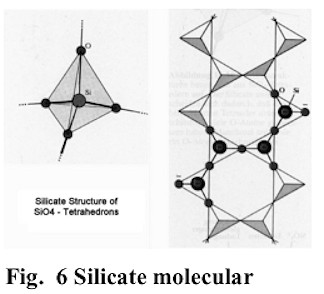 O
Si
Silicate Structure of
SiO4 - Tetrahedrons
O Si
Fig. 6 Silicate molecular